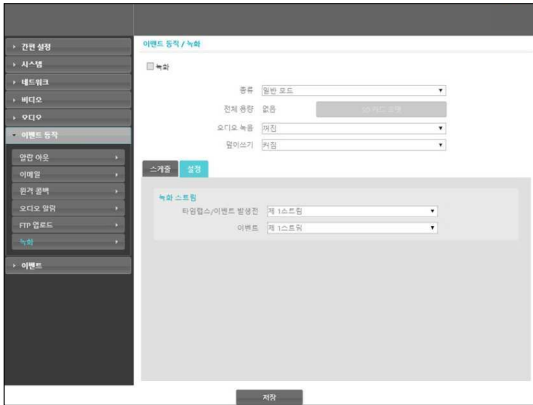 이벤트 동작 / 녹화
간편 설정
시스템
네트워크
비디오
오디오
이벤트 동작
알람 아웃
이메일
원격 콜백
오디오 알람
FTP 업로드
녹화
이벤트
녹화
종류 일반 모드
전체 용량 없음
오디오 녹음 꺼짐
덮어쓰기 켜짐
스케줄 설정
녹화 스트림
타임랩스/이벤트 발생전 제 1스트림
이벤트 제 1스트림
저장